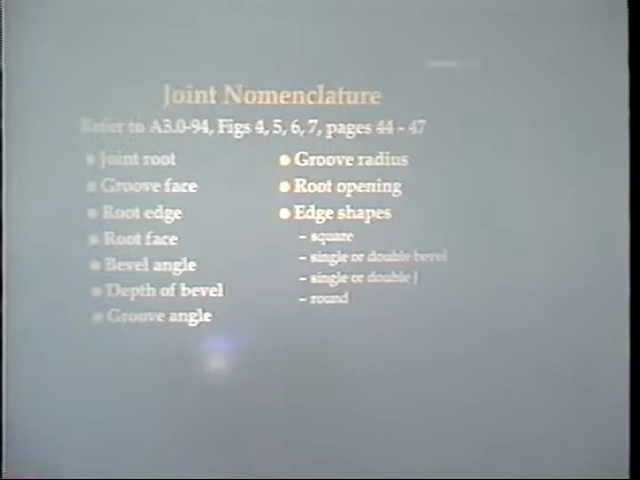 Joint Nomenclature
Refer to A3.0-94, Figs 4, 5, 6, 7, pages 44 - 47
● Joint root
● Groove face
● Root edge
● Root face
● Bevel angle
● Depth of bevel
● Groove angle
● Groove radius
● Root opening
● Edge shapes
– square
– single or double bevel
– single or double J
– round